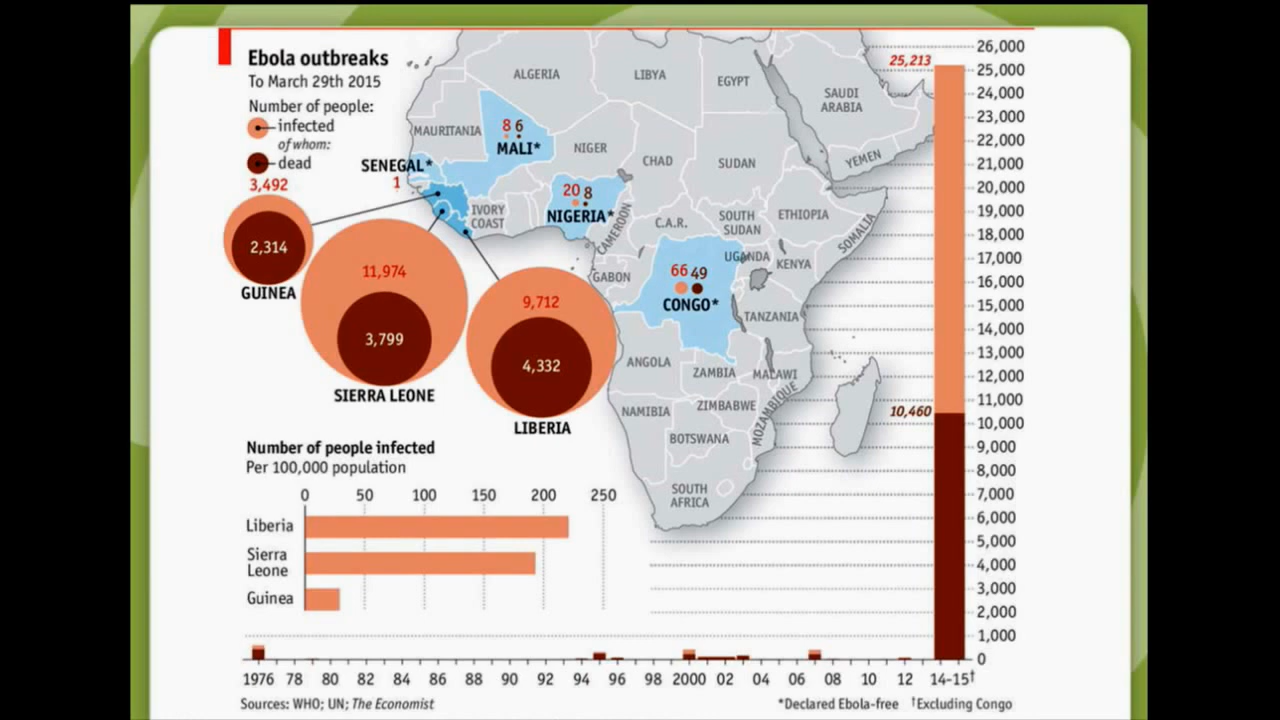 Ebola outbreaks
To March 29th 2015
Number of people:
infected
of whom:
dead
ALGERIA
LIBYA
EGYPT
SAUDI
ARABIA
MAURITANIA
8 6
MALI*
NIGER
CHAD
SUDAN
YEMEN
SENEGAL*
1
IVORY
COAST
20 8
NIGERIA*
CAMEROON
C.A.R.
SOUTH
SUDAN
ETHIOPIA
SOMALIA
UGANDA
KENYA
GABON
66 49
CONGO*
TANZANIA
ANGOLA
ZAMBIA
MALAWI
MOZAMBIQUE
ZIMBABWE
NAMIBIA
BOTSWANA
SOUTH
AFRICA
3,492
2,314
GUINEA
11,974
3,799
SIERRA LEONE
9,712
4,332
LIBERIA
Number of people infected
Per 100,000 population
0 50 100 150 200 250
Liberia
Sierra
Leone
Guinea
25,213
10,460
26,000
25,000
24,000
23,000
22,000
21,000
20,000
19,000
18,000
17,000
16,000
15,000
14,000
13,000
12,000
11,000
10,000
9,000
8,000
7,000
6,000
5,000
4,000
3,000
2,000
1,000
0
1976 78 80 82 84 86 88 90 92 94 96 98 2000 02 04 06 08 10 12 14-15†
Sources: WHO; UN; The Economist
*Declared Ebola-free †Excluding Congo